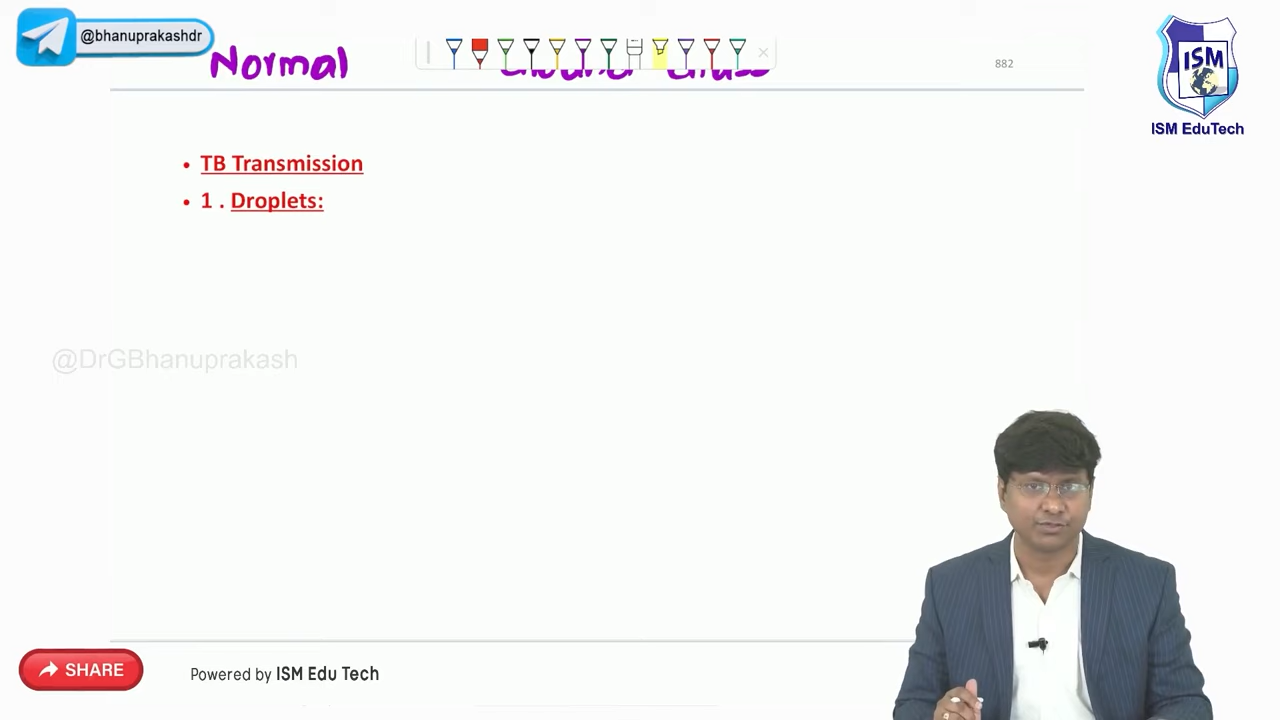 @bhanuprakashdr
Normal
882
ISM
ISM EduTech
• TB Transmission
• 1 . Droplets:
@DrGBhanuprakash
SHARE
Powered by ISM Edu Tech